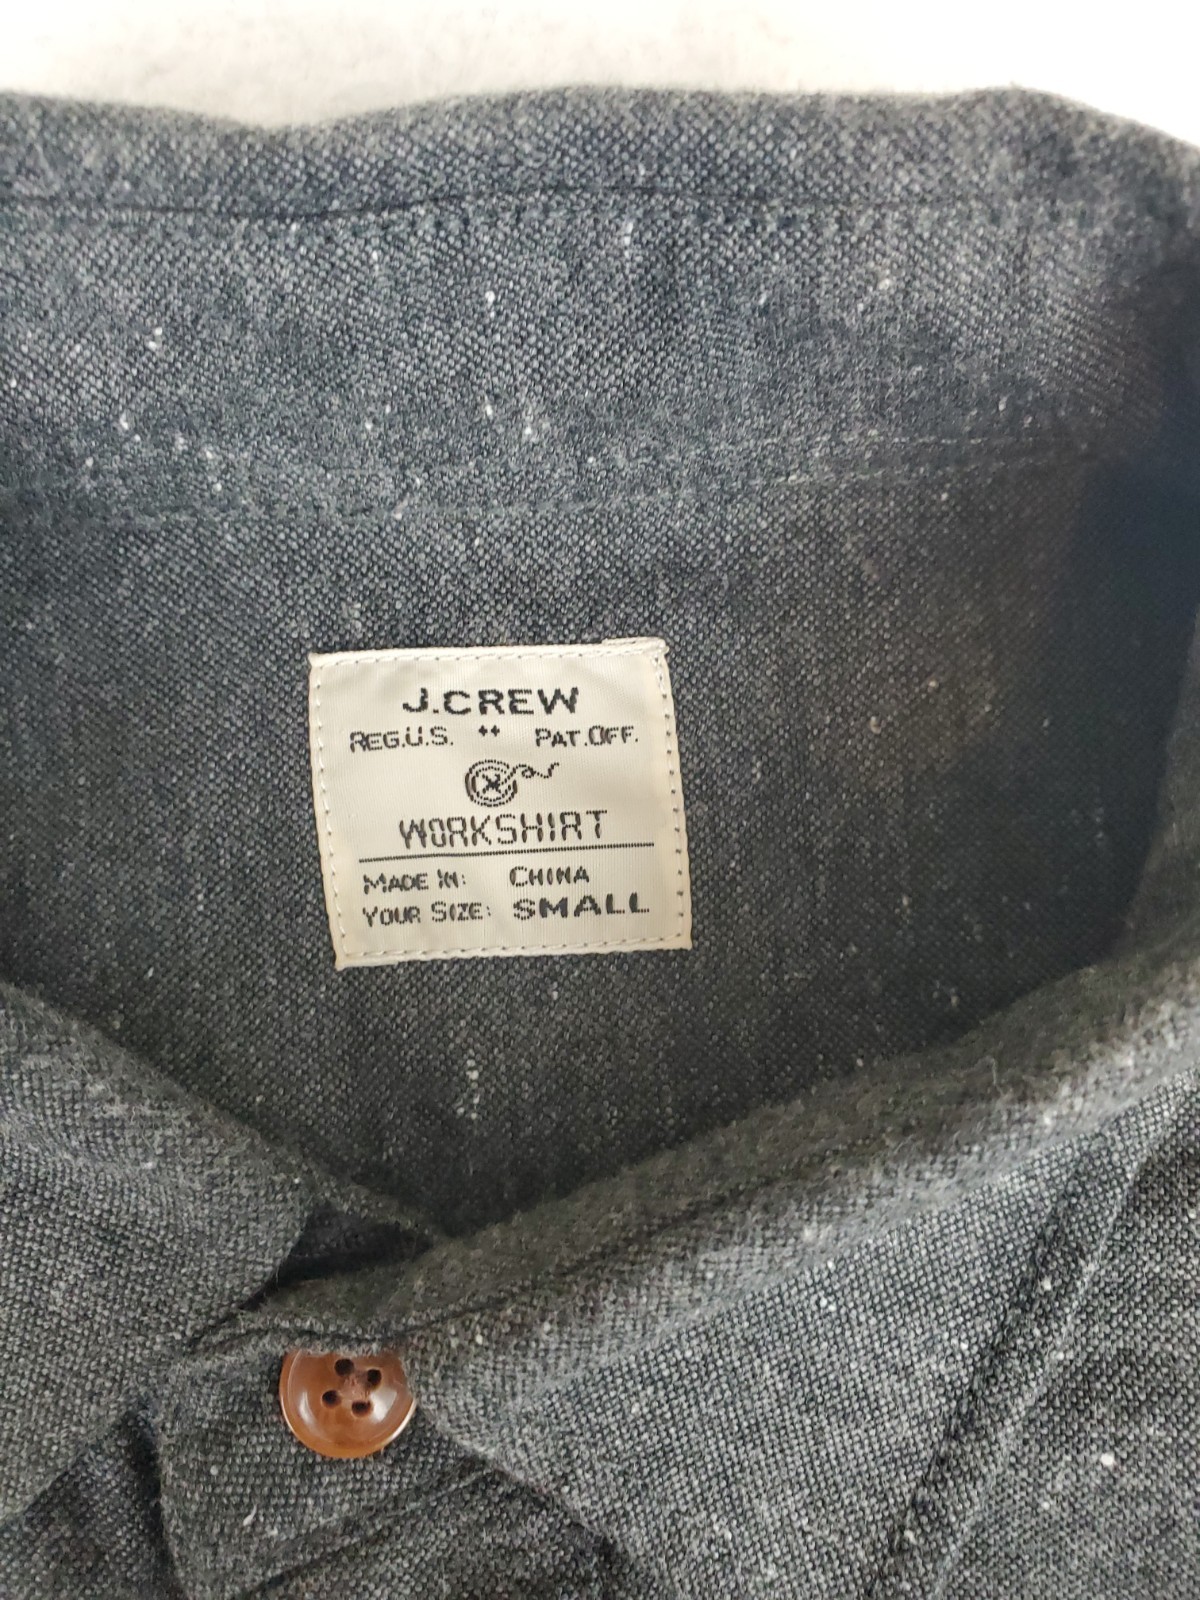 J.CREW
REG.U.S. ** PAT.OFF.
WORKSHIRT
MADE IN: CHINA
YOUR SIZE: SMALL